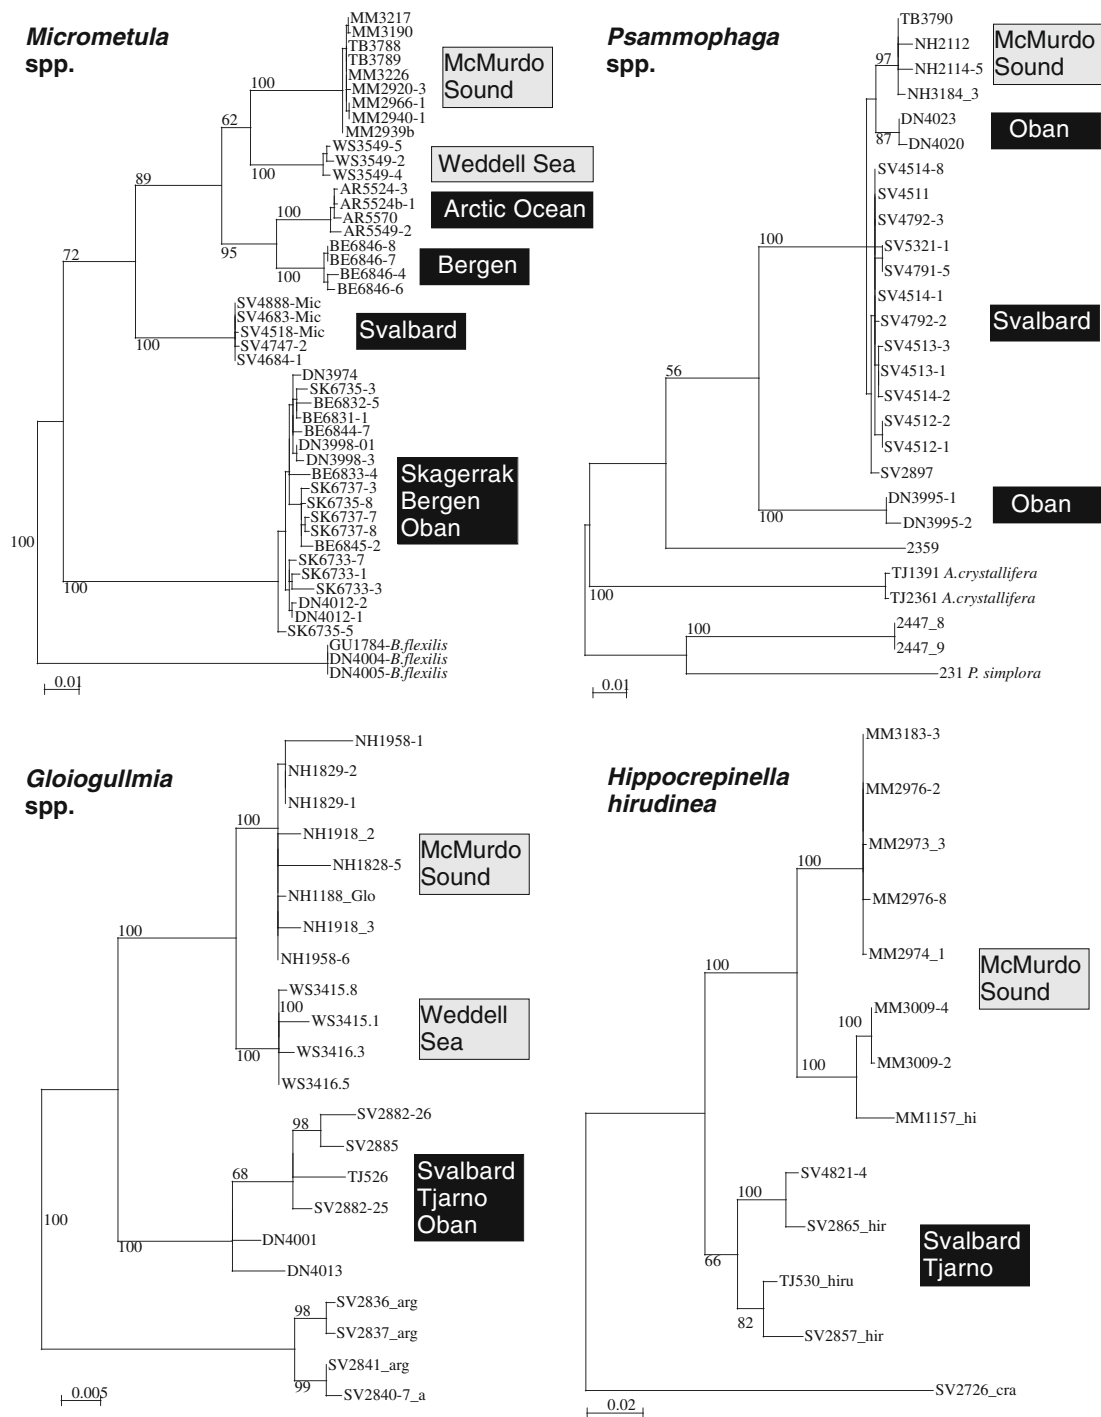 Micrometula
spp.
MM3217
MM3190
TB3788
TB3789
MM3226
MM2920-3
MM2966-1
MM2940-1
MM2939b
WS3549-5
WS3549-2
WS3549-4
AR5524-3
AR5524b-1
AR5570
AR5549-2
BE6846-8
BE6846-7
BE6846-4
BE6846-6
SV4888-Mic
SV4683-Mic
SV4518-Mic
SV4747-2
SV4684-1
DN3974
SK6735-3
BE6832-5
BE6831-1
BE6844-7
DN3998-01
DN3998-3
BE6833-4
SK6737-3
SK6735-8
SK6737-7
SK6737-8
BE6845-2
SK6733-7
SK6733-1
SK6733-3
DN4012-2
DN4012-1
SK6735-5
GU1784-B.flexilis
DN4004-B.flexilis
DN4005-B.flexilis
McMurdo
Sound
Weddell Sea
Arctic Ocean
Bergen
Svalbard
Skagerrak
Bergen
Oban
100
62
100
89
100
95
100
72
100
100
100
0.01
Psammophaga
spp.
TB3790
NH2112
NH2114-5
NH3184_3
DN4023
DN4020
SV4514-8
SV4511
SV4792-3
SV5321-1
SV4791-5
SV4514-1
SV4792-2
SV4513-3
SV4513-1
SV4514-2
SV4512-2
SV4512-1
SV2897
DN3995-1
DN3995-2
2359
TJ1391 A.crystallifera
TJ2361 A.crystallifera
2447_8
2447_9
231 P. simplora
McMurdo
Sound
Oban
Svalbard
Oban
97
87
100
56
100
100
100
0.01
Gloiogullmia
spp.
NH1958-1
NH1829-2
NH1829-1
NH1918_2
NH1828-5
NH1188_Glo
NH1918_3
NH1958-6
WS3415.8
WS3415.1
WS3416.3
WS3416.5
SV2882-26
SV2885
TJ526
SV2882-25
DN4001
DN4013
SV2836_arg
SV2837_arg
SV2841_arg
SV2840-7_a
McMurdo
Sound
Weddell
Sea
Svalbard
Tjarno
Oban
100
100
100
100
98
68
100
100
98
99
0.005
Hippocrepinella
hirudinea
MM3183-3
MM2976-2
MM2973_3
MM2976-8
MM2974_1
MM3009-4
MM3009-2
MM1157_hi
SV4821-4
SV2865_hir
TJ530_hiru
SV2857_hir
SV2726_cra
McMurdo
Sound
Svalbard
Tjarno
100
100
100
100
100
66
82
0.02